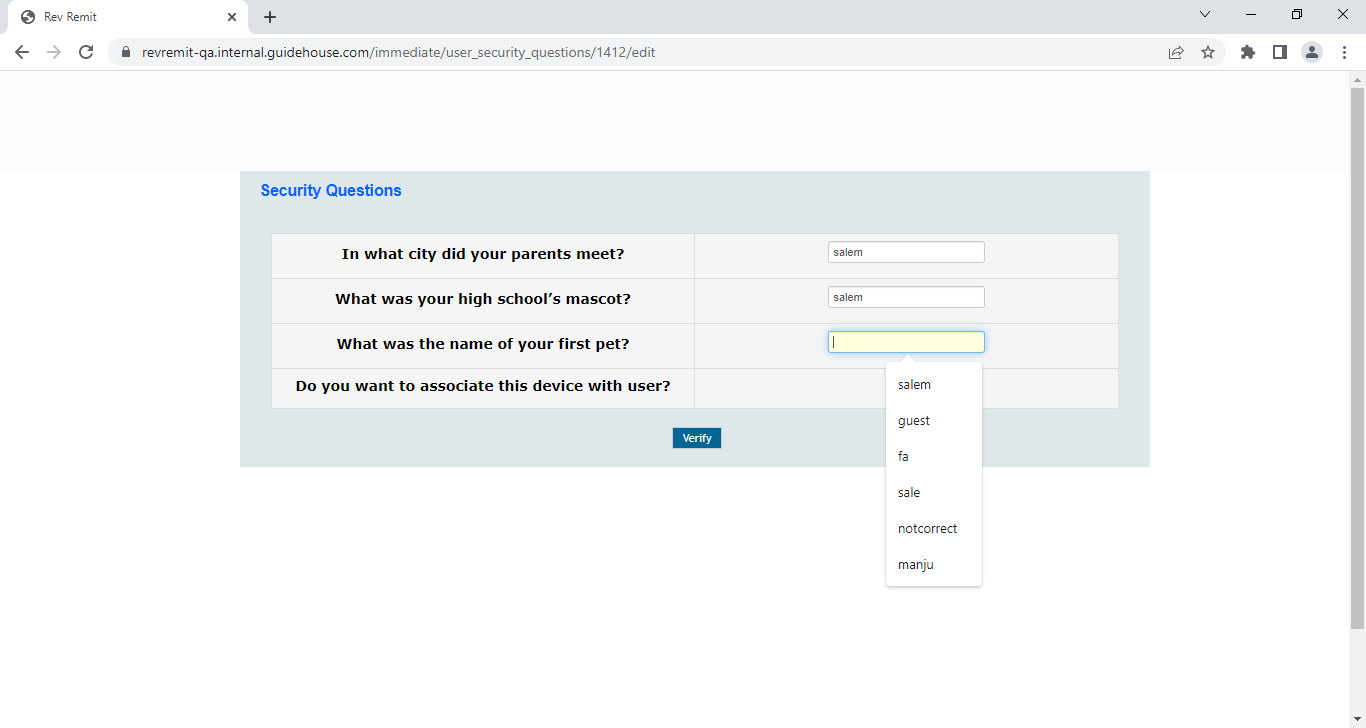 Rev Remit
revremit-qa.internal.guidehouse.com/immediate/user_security_questions/1412/edit
Security Questions
In what city did your parents meet? salem
What was your high school’s mascot? salem
What was the name of your first pet?
Do you want to associate this device with user?
Verify
salem
guest
fa
sale
notcorrect
manju